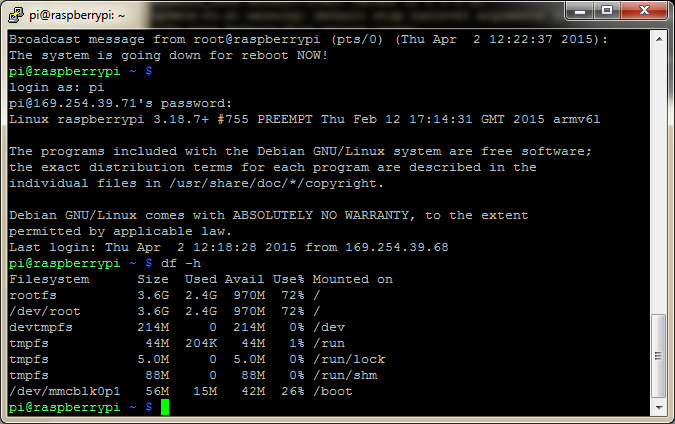 pi@raspberrypi: ~
Broadcast message from root@raspberrypi (pts/0) (Thu Apr  2 12:22:37 2015):
The system is going down for reboot NOW!
pi@raspberrypi ~ $
login as: pi
pi@169.254.39.71's password:
Linux raspberrypi 3.18.7+ #755 PREEMPT Thu Feb 12 17:14:31 GMT 2015 armv6l

The programs included with the Debian GNU/Linux system are free software;
the exact distribution terms for each program are described in the
individual files in /usr/share/doc/*/copyright.

Debian GNU/Linux comes with ABSOLUTELY NO WARRANTY, to the extent
permitted by applicable law.
Last login: Thu Apr  2 12:18:28 2015 from 169.254.39.68
pi@raspberrypi ~ $ df -h
Filesystem      Size  Used Avail Use% Mounted on
rootfs          3.6G  2.4G  970M  72% /
/dev/root       3.6G  2.4G  970M  72% /
devtmpfs        214M     0  214M   0% /dev
tmpfs            44M  204K   44M   1% /run
tmpfs           5.0M     0  5.0M   0% /run/lock
tmpfs            88M     0   88M   0% /run/shm
/dev/mmcblk0p1   56M   15M   42M  26% /boot
pi@raspberrypi ~ $